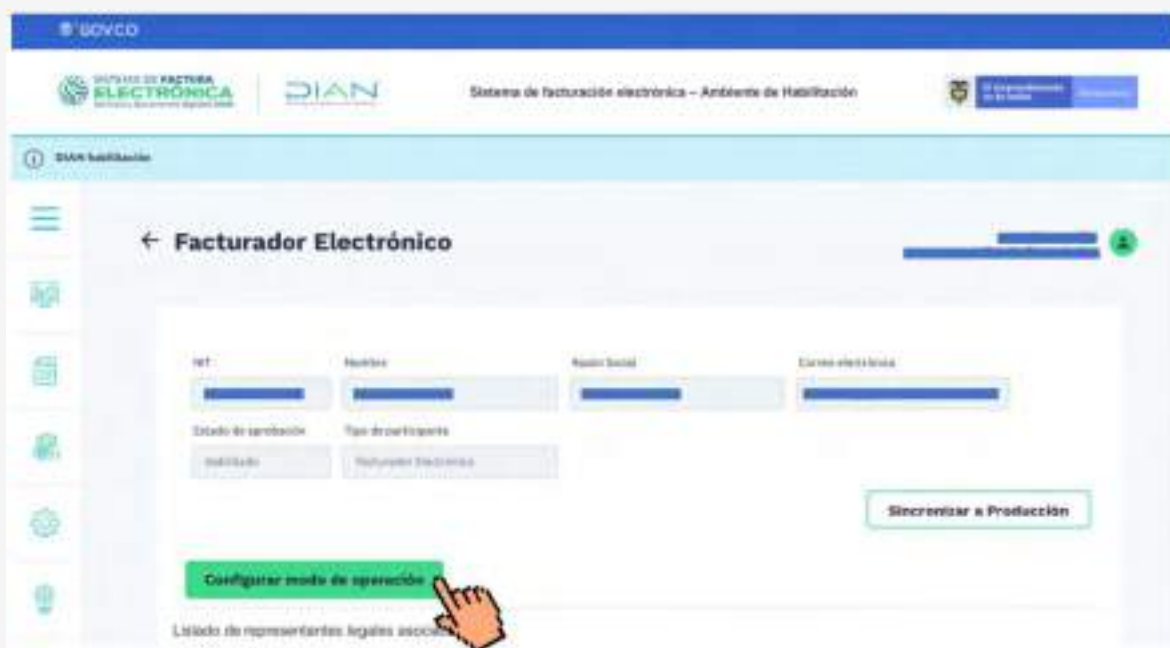 GOV.CO
SISTEMA DE FACTURA
ELECTRÓNICA
DIAN
Sistema de facturación electrónica – Ambiente de Habilitación
DIAN habilitación
← Facturador Electrónico
NIT Nombre Razón Social Correo electrónico
Estado de aprobación Tipo de participante
Habilitado Facturador Electrónico
Sincronizar a Producción
Configurar modo de operación
Listado de representantes legales